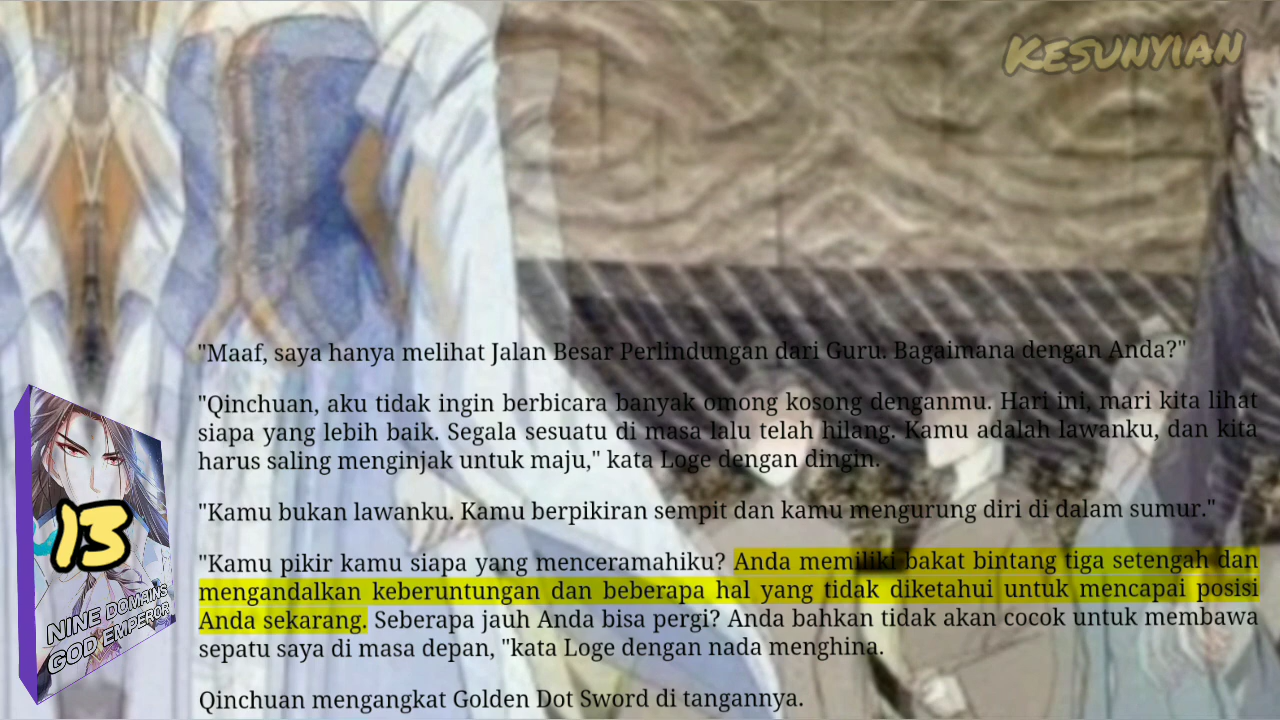 KESUNYIAN
"Maaf, saya hanya melihat Jalan Besar Perlindungan dari Guru. Bagaimana dengan Anda?"
"Qinchuan, aku tidak ingin berbicara banyak omong kosong denganmu. Hari ini, mari kita lihat
siapa yang lebih baik. Segala sesuatu di masa lalu telah hilang. Kamu adalah lawanku, dan kita
harus saling menginjak untuk maju," kata Loge dengan dingin.
"Kamu bukan lawanku. Kamu berpikiran sempit dan kamu mengurung diri di dalam sumur."
"Kamu pikir kamu siapa yang menceramahiku? Anda memiliki bakat bintang tiga setengah dan
mengandalkan keberuntungan dan beberapa hal yang tidak diketahui untuk mencapai posisi
Anda sekarang. Seberapa jauh Anda bisa pergi? Anda bahkan tidak akan cocok untuk membawa
sepatu saya di masa depan, "kata Loge dengan nada menghina.
Qinchuan mengangkat Golden Dot Sword di tangannya.
13
NINE DOMAINS
GOD EMPEROR